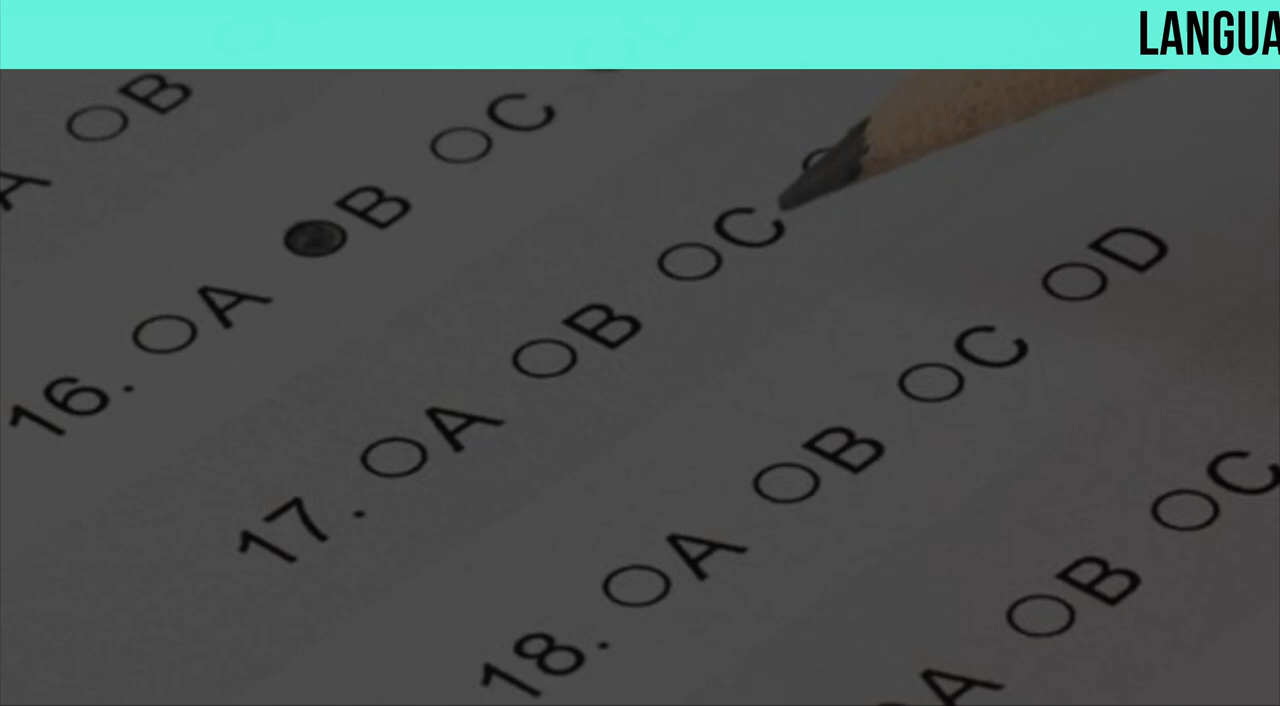 LANGUA
A B
16. A B C
17. A B C
18. A B C D
A B C